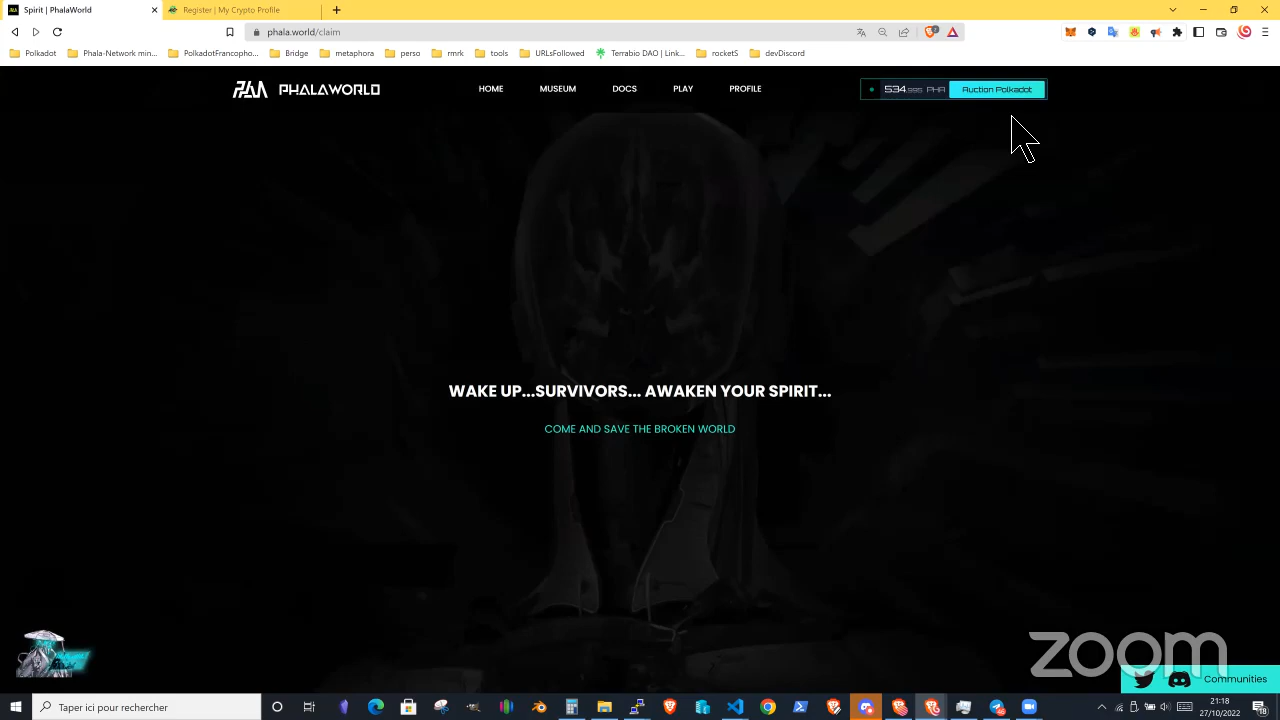 Spirit | PhalaWorld
Register | My Crypto Profile
phala.world/claim
Polkadot
Phala-Network min...
PolkadotFrancopho...
Bridge
metaphora
perso
rmrk
tools
URLsFollowed
Terrabio DAO | Link...
rocketS
devDiscord
PHALAWORLD
HOME
MUSEUM
DOCS
PLAY
PROFILE
534 PHA
Auction Polkadot
WAKE UP...SURVIVORS... AWAKEN YOUR SPIRIT...
COME AND SAVE THE BROKEN WORLD
zoom
Communities
Taper ici pour rechercher
21:18
27/10/2022